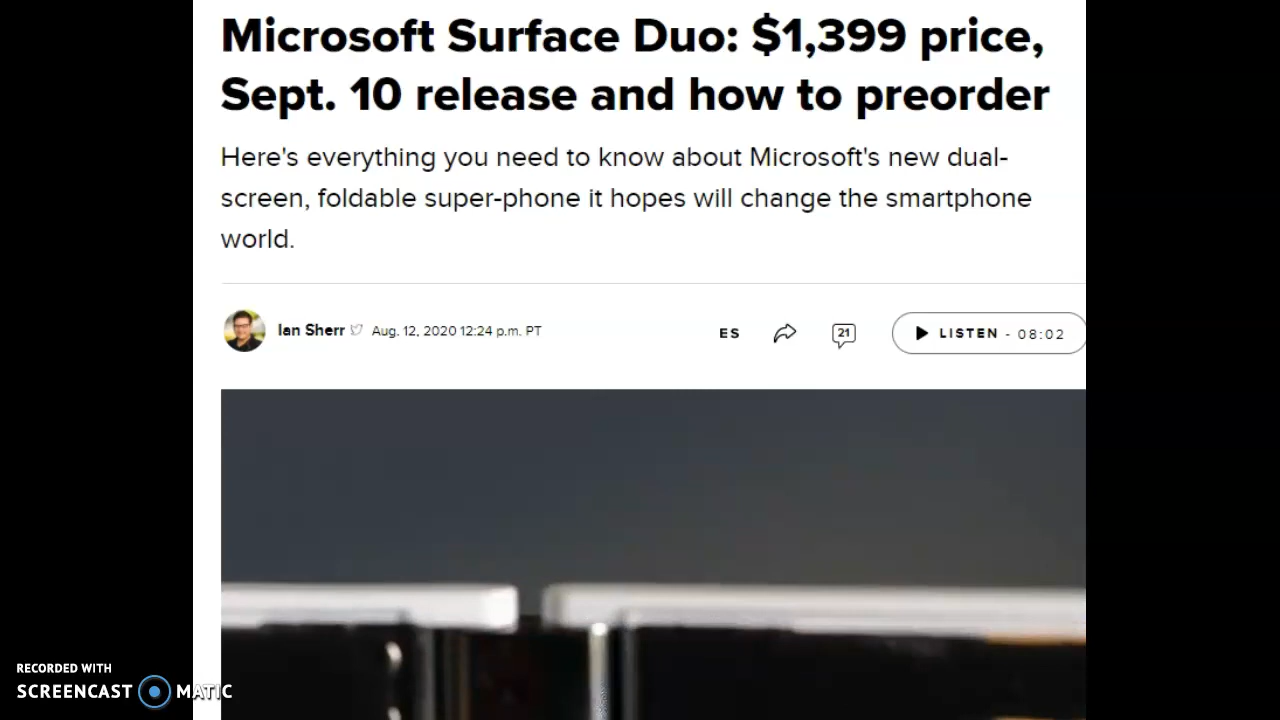 Microsoft Surface Duo: $1,399 price,
Sept. 10 release and how to preorder
Here's everything you need to know about Microsoft's new dual-
screen, foldable super-phone it hopes will change the smartphone
world.
Ian Sherr Aug. 12, 2020 12:24 p.m. PT ES 21 LISTEN - 08:02
RECORDED WITH
SCREENCAST MATIC